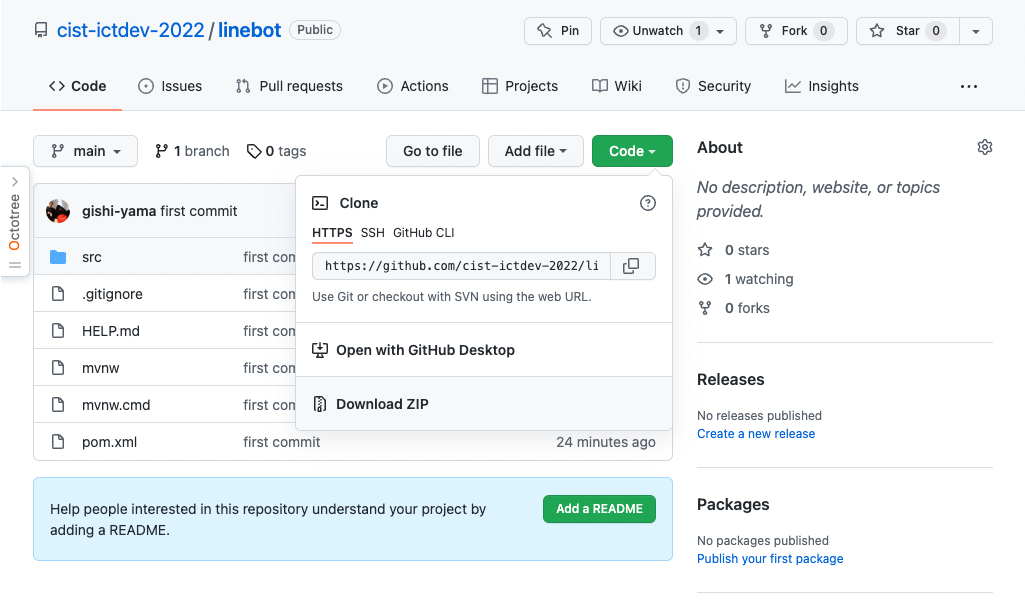 cist-ictdev-2022 / linebot Public
Pin
Unwatch 1
Fork 0
Star 0
Code
Issues
Pull requests
Actions
Projects
Wiki
Security
Insights
...
main
1 branch
0 tags
Go to file
Add file
Code
Octotree
gishi-yama first commit
src first com
.gitignore first com
HELP.md first com
mvnw first com
mvnw.cmd first com
pom.xml first commit 24 minutes ago
Clone
HTTPS SSH GitHub CLI
https://github.com/cist-ictdev-2022/li
Use Git or checkout with SVN using the web URL.
Open with GitHub Desktop
Download ZIP
Help people interested in this repository understand your project by
adding a README.
Add a README
About
No description, website, or topics
provided.
0 stars
1 watching
0 forks
Releases
No releases published
Create a new release
Packages
No packages published
Publish your first package